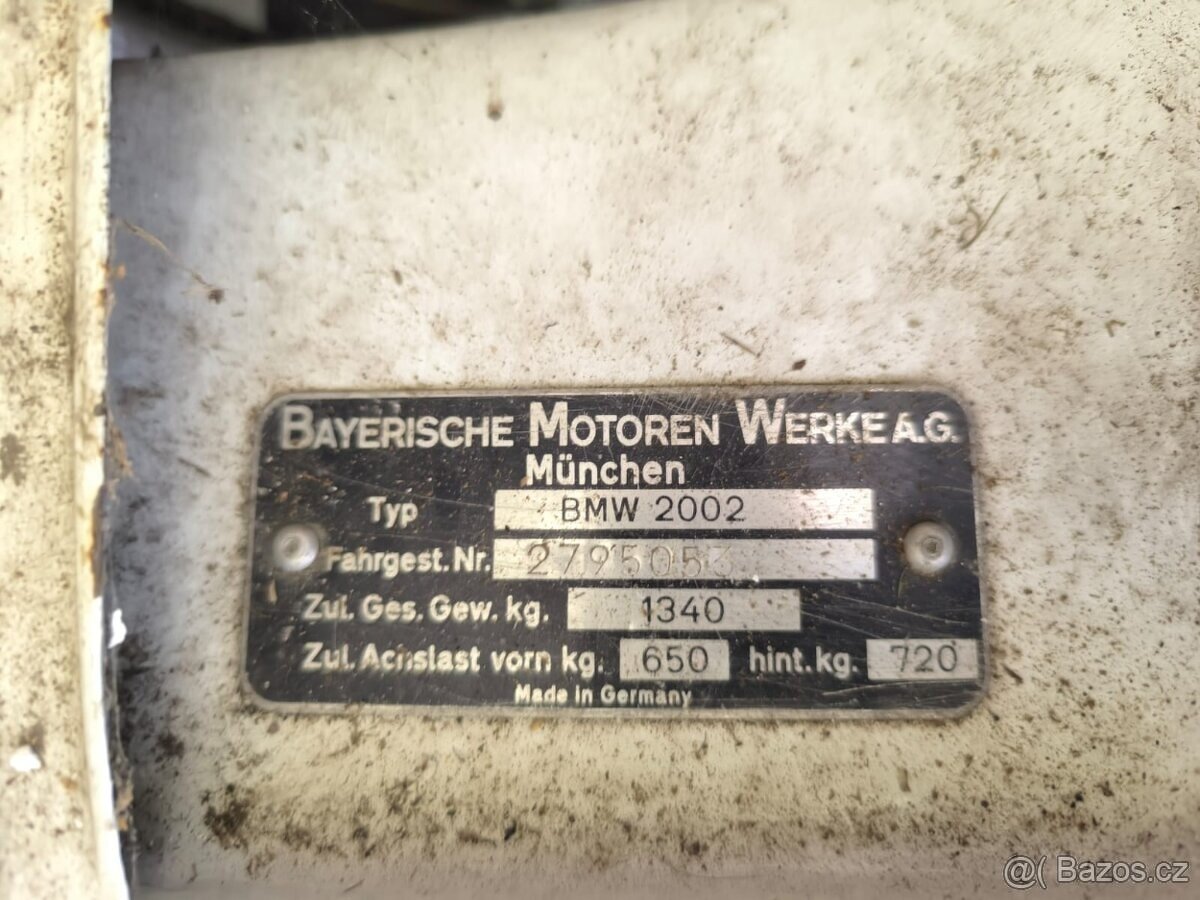 BAYERISCHE MOTOREN WERKE A.G.
München
Typ BMW 2002
Fahrgest. Nr. 2795053
Zul. Ges. Gew. kg. 1340
Zul. Achslast vorn kg. 650 hint. kg. 720
Made in Germany
@( Bazos.cz